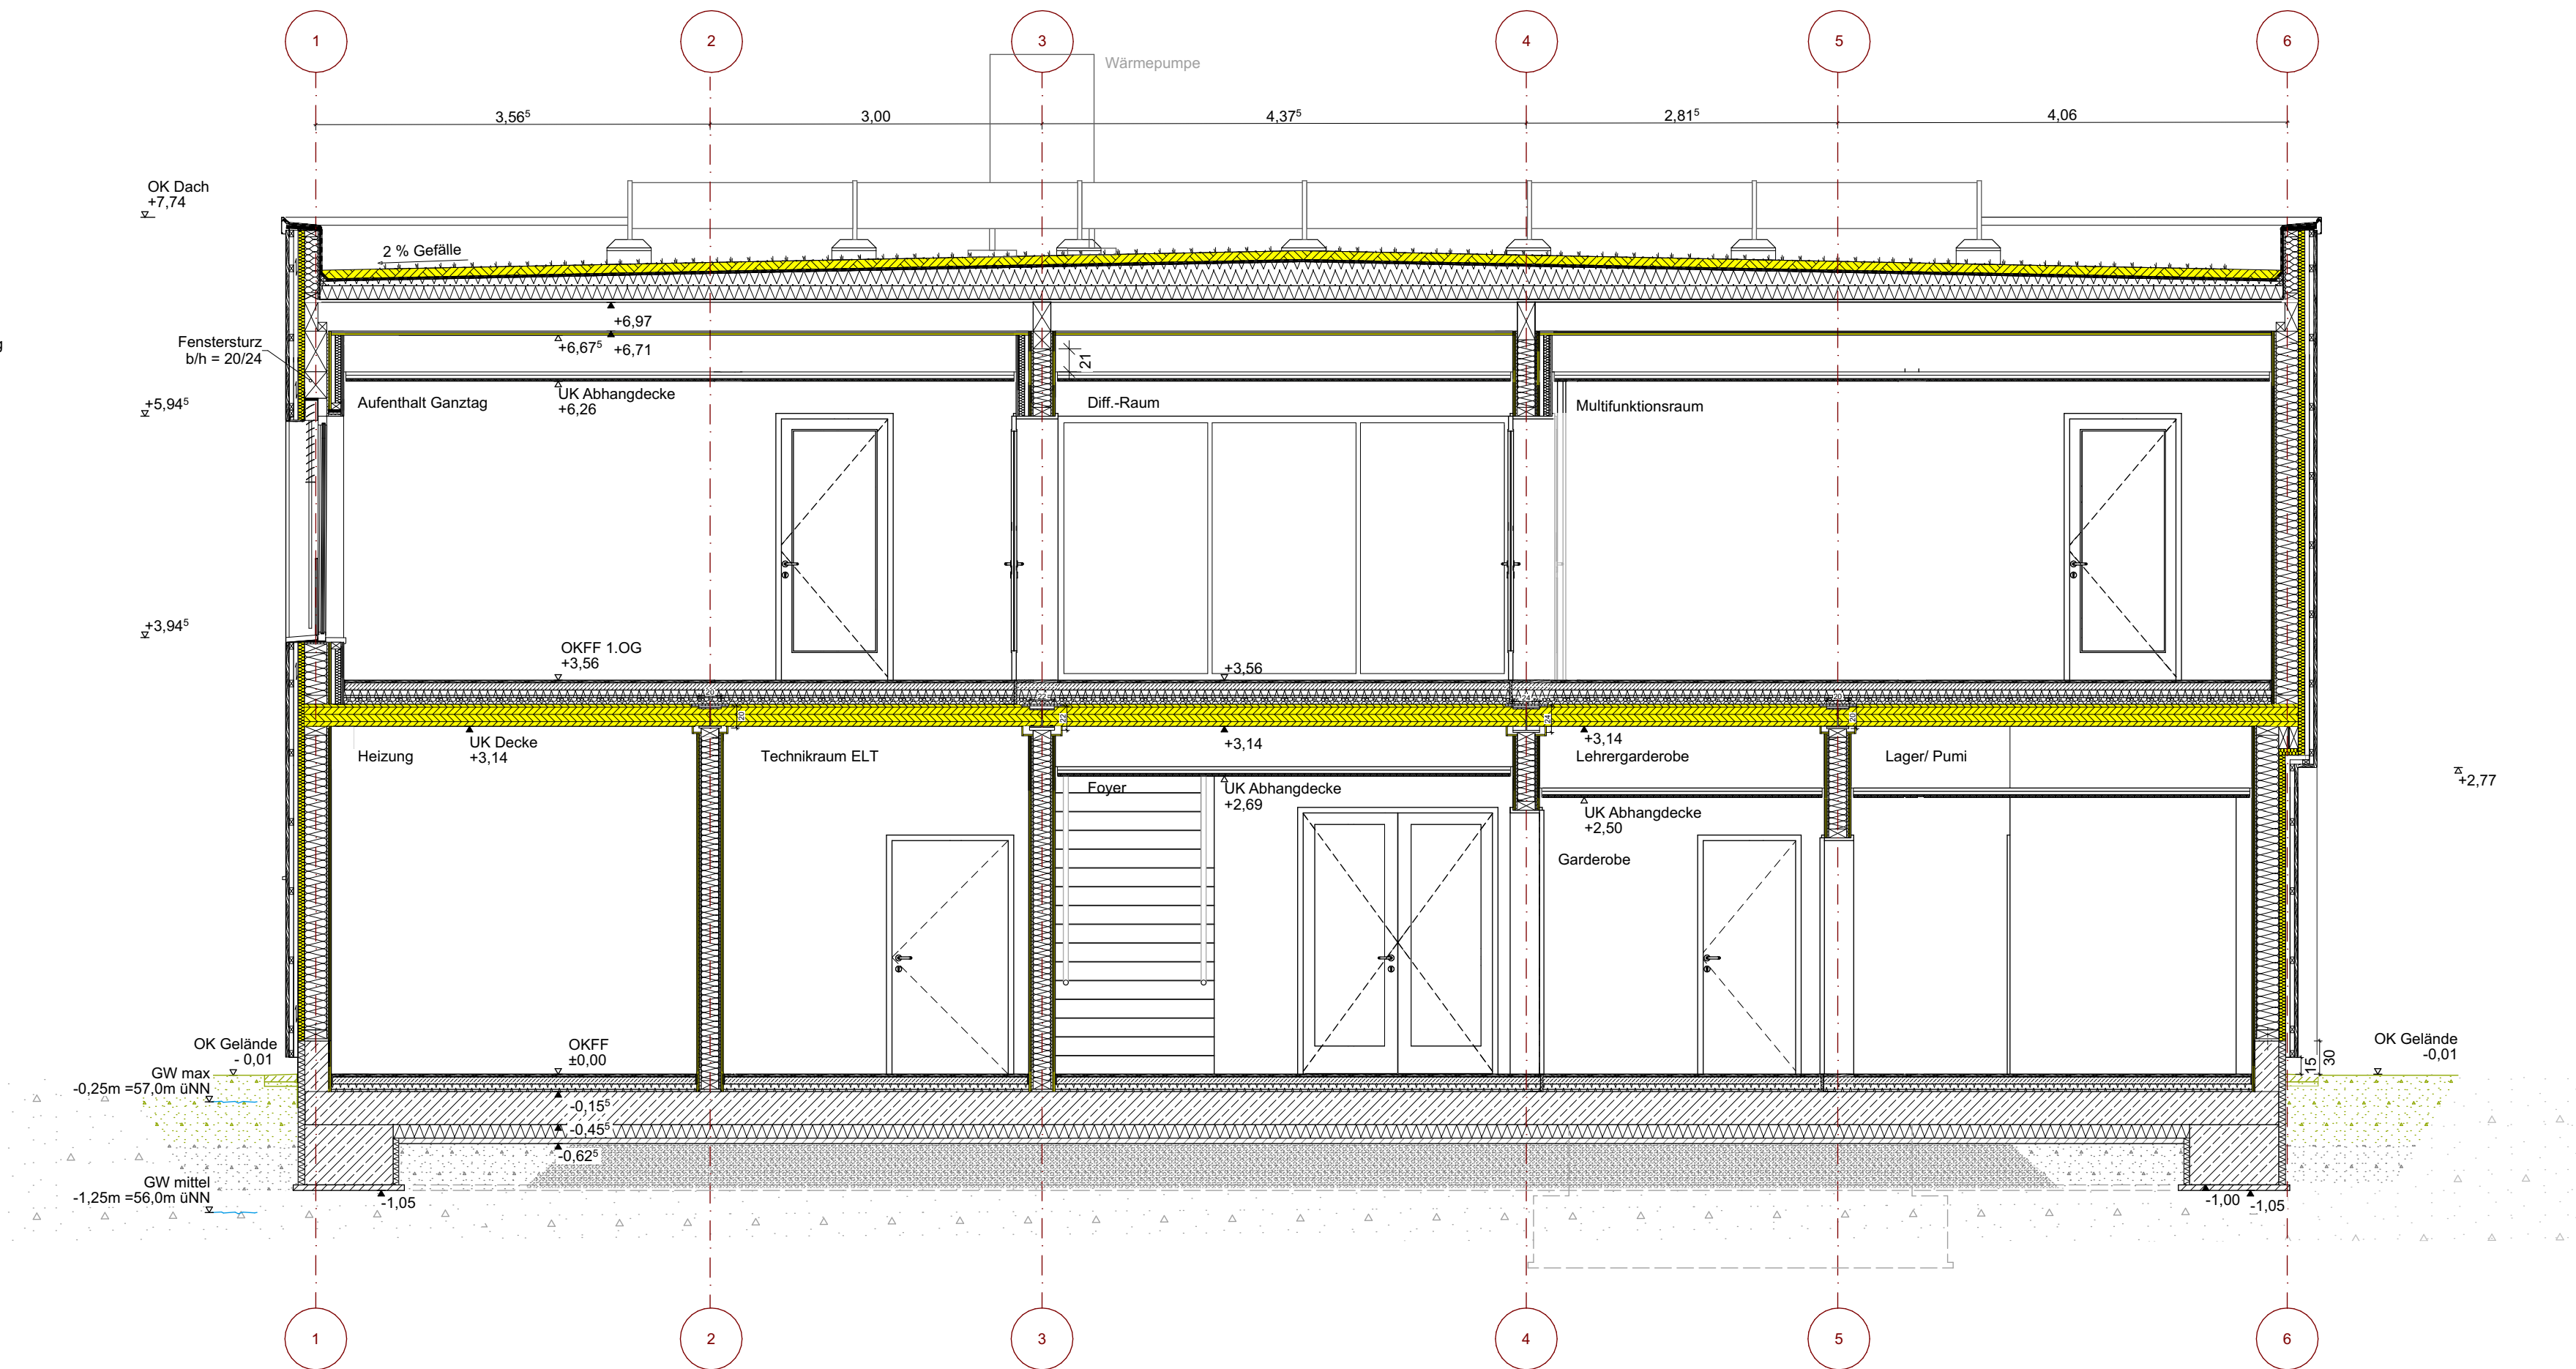 1
2
3
4
5
6
Wärmepumpe
3,56⁵
3,00
4,37⁵
2,81⁵
4,06
OK Dach
+7,74
2 % Gefälle
+6,97
Fenstersturz
b/h = 20/24
+6,67⁵
+6,71
21
g
UK Abhangdecke
+6,26
+5,94⁵
Aufenthalt Ganztag
Diff.-Raum
Multifunktionsraum
+3,94⁵
OKFF 1.OG
+3,56
+3,56
20
20
22
24
20
UK Decke
+3,14
+3,14
+3,14
Heizung
Technikraum ELT
Lehrergarderobe
Lager/ Pumi
+2,77
Foyer
UK Abhangdecke
+2,69
UK Abhangdecke
+2,50
Garderobe
OK Gelände
- 0,01
OKFF
±0,00
15
30
OK Gelände
-0,01
GW max
-0,25m =57,0m üNN
-0,15⁵
-0,45⁵
-0,62⁵
GW mittel
-1,25m =56,0m üNN
-1,05
-1,00
-1,05
1
2
3
4
5
6